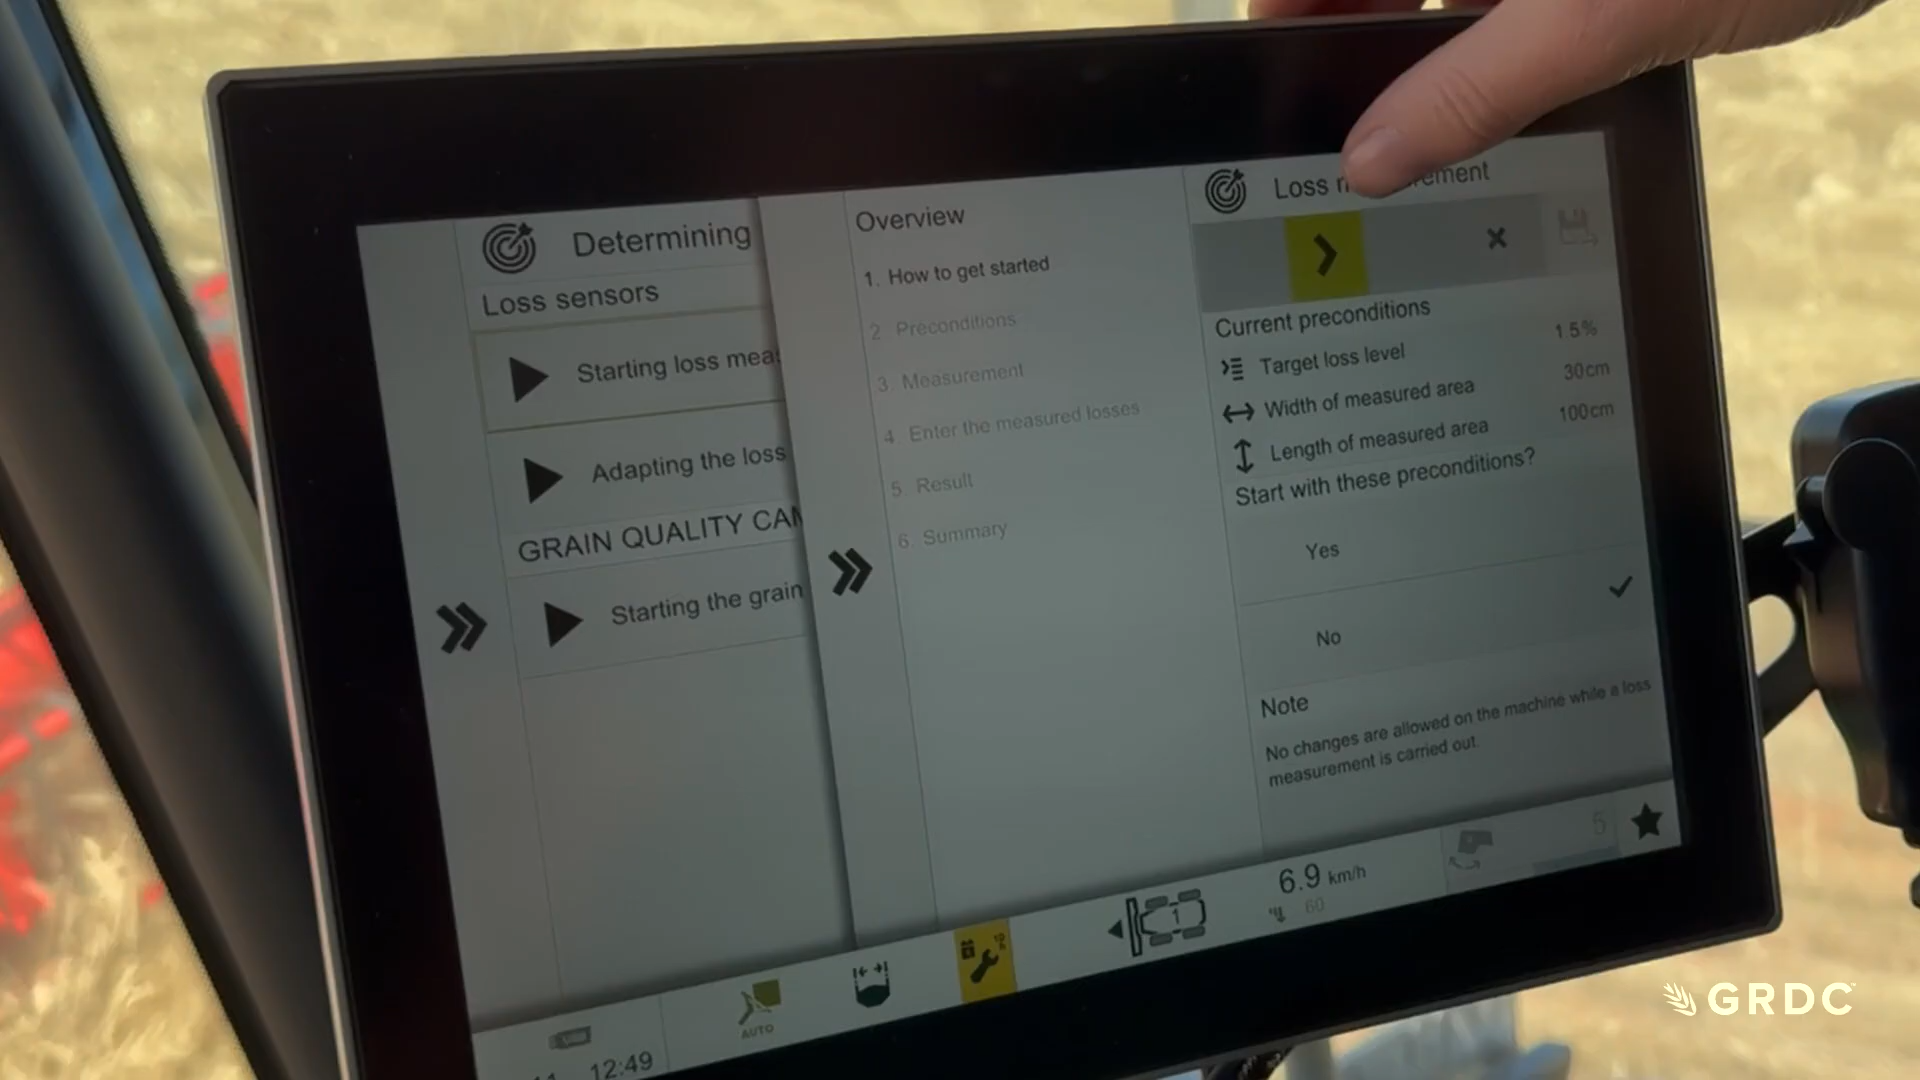 Determining
Loss sensors
Starting loss
Adapting the loss
GRAIN QUALITY
Starting the grain
Overview
1. How to get started
2. Preconditions
3. Measurement
4. Enter the measured losses
5. Result
6. Summary
Loss
Current preconditions
Target loss level 1.5%
Width of measured area 30cm
Length of measured area 100cm
Start with these preconditions?
Yes
No
Note
No changes are allowed on the machine while a loss
measurement is carried out.
12:49
AUTO
1
6.9 km/h
60
5
GRDC